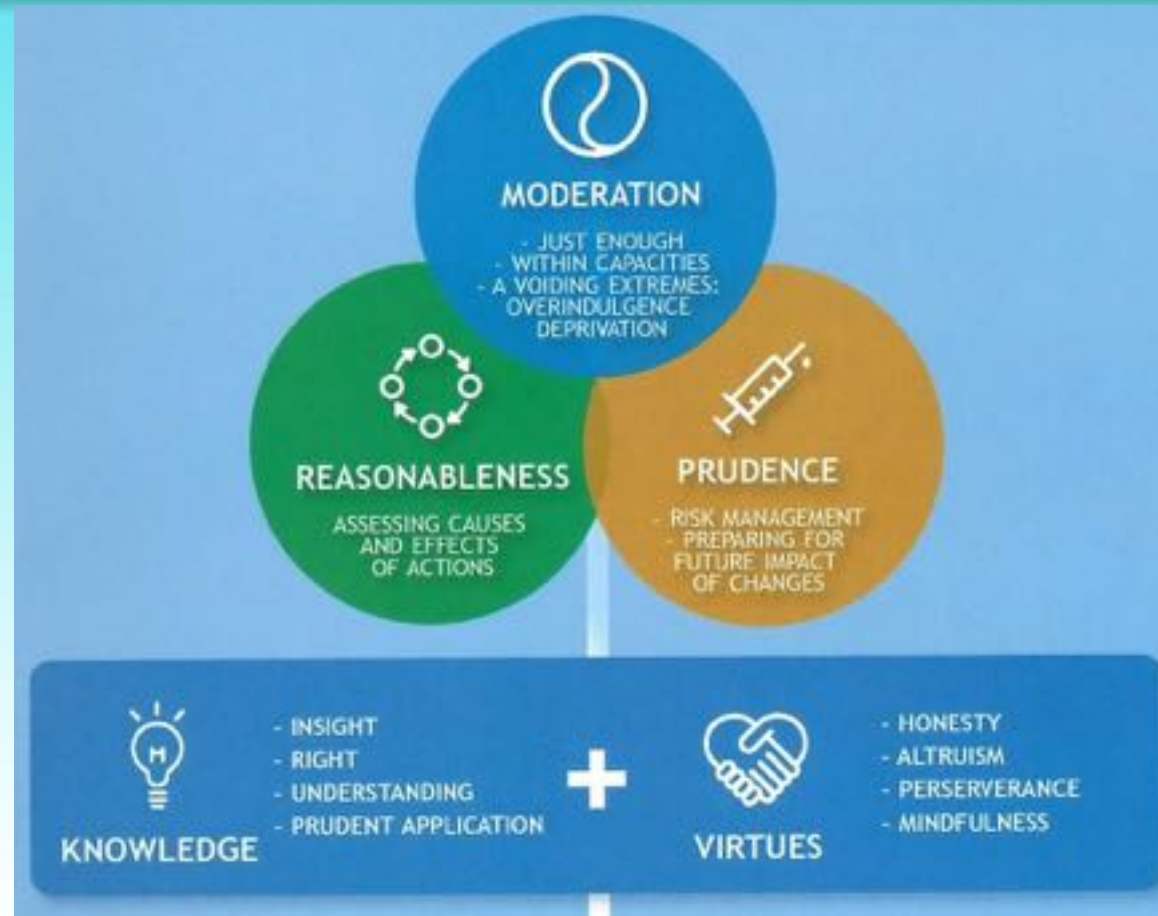 MODERATION
- JUST ENOUGH
- WITHIN CAPACITIES
- A VOIDING EXTREMES:
OVERINDULGENCE
DEPRIVATION
REASONABLENESS
ASSESSING CAUSES
AND EFFECTS
OF ACTIONS
PRUDENCE
- RISK MANAGEMENT
- PREPARING FOR
FUTURE IMPACT
OF CHANGES
KNOWLEDGE
- INSIGHT
- RIGHT
- UNDERSTANDING
- PRUDENT APPLICATION
+
VIRTUES
- HONESTY
- ALTRUISM
- PERSERVERANCE
- MINDFULNESS